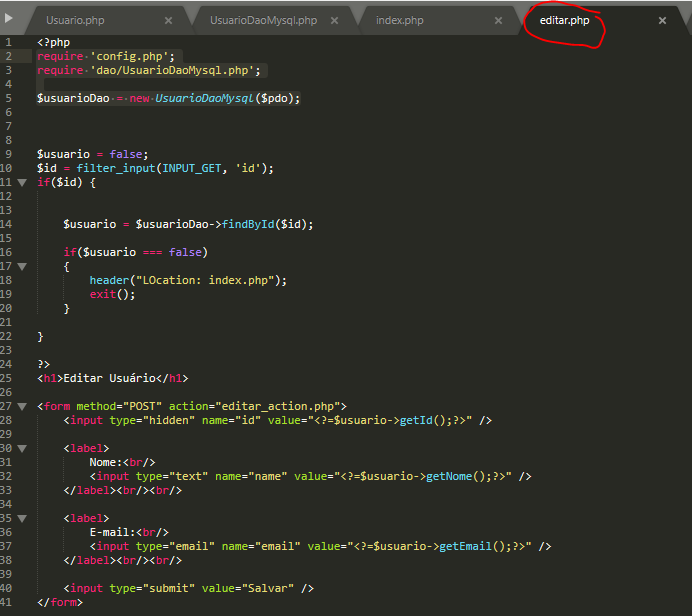 Usuario.php × UsuarioDaoMysql.php × index.php × editar.php ×
1 <?php
2 require 'config.php';
3 require 'dao/UsuarioDaoMysql.php';
4
5 $usuarioDao = new UsuarioDaoMysql($pdo);
6
7
8
9 $usuario = false;
10 $id = filter_input(INPUT_GET, 'id');
11 if($id) {
12
13
14 $usuario = $usuarioDao->findById($id);
15
16 if($usuario === false)
17 {
18 header("LOcation: index.php");
19 exit();
20 }
21
22 }
23
24 ?>
25 <h1>Editar Usuário</h1>
26
27 <form method="POST" action="editar_action.php">
28 <input type="hidden" name="id" value="<?=$usuario->getId();?>" />
29
30 <label>
31 Nome:<br/>
32 <input type="text" name="name" value="<?=$usuario->getNome();?>" />
33 </label><br/><br/>
34
35 <label>
36 E-mail:<br/>
37 <input type="email" name="email" value="<?=$usuario->getEmail();?>" />
38 </label><br/><br/>
39
40 <input type="submit" value="Salvar" />
41 </form>